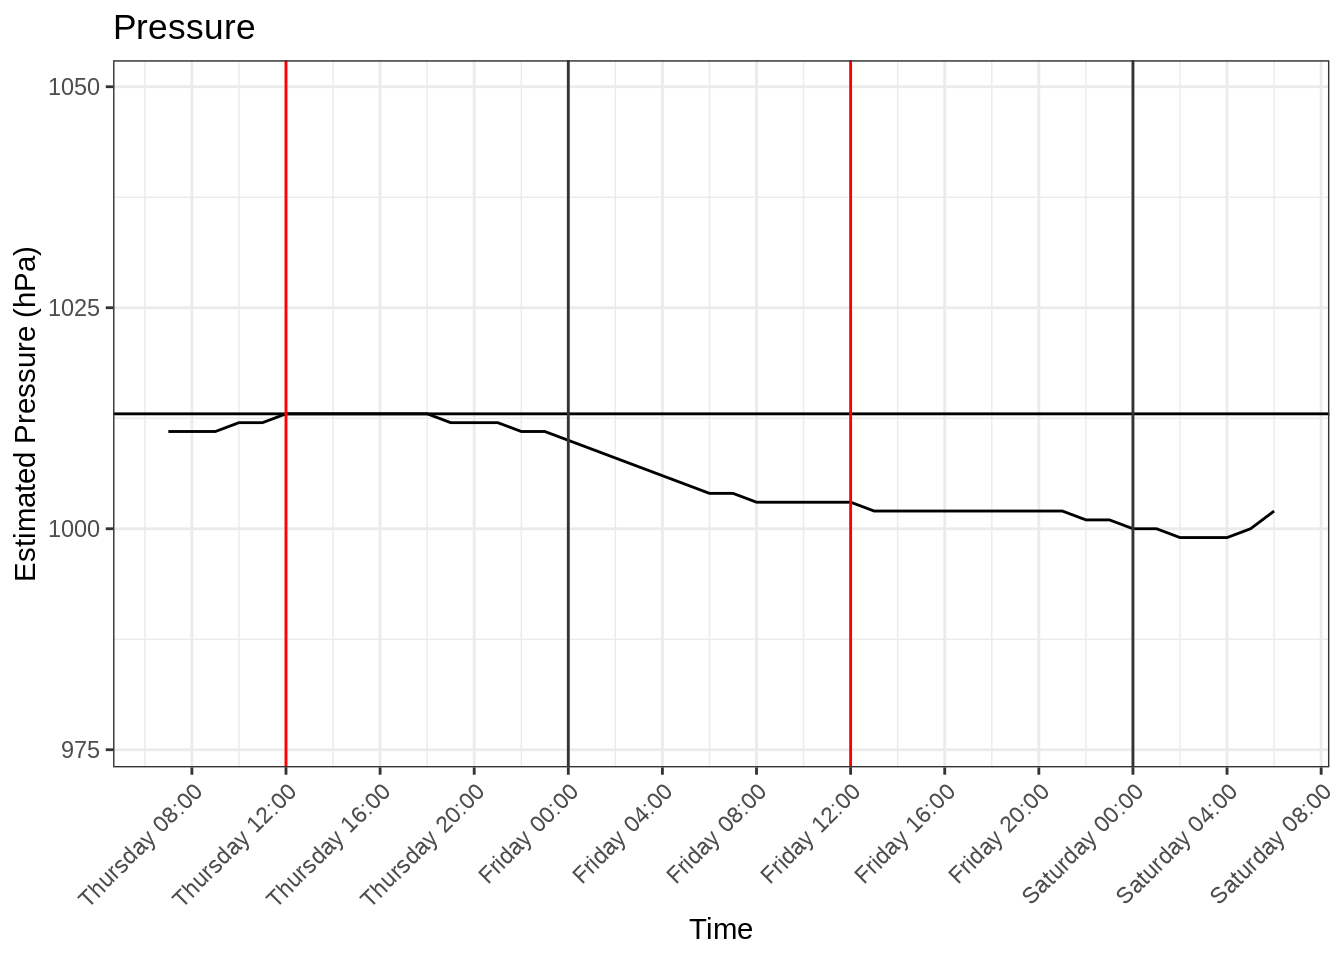 Pressure
Estimated Pressure (hPa)
1050
1025
1000
975
Thursday 08:00
Thursday 12:00
Thursday 16:00
Thursday 20:00
Friday 00:00
Friday 04:00
Friday 08:00
Friday 12:00
Friday 16:00
Friday 20:00
Saturday 00:00
Saturday 04:00
Saturday 08:00
Time